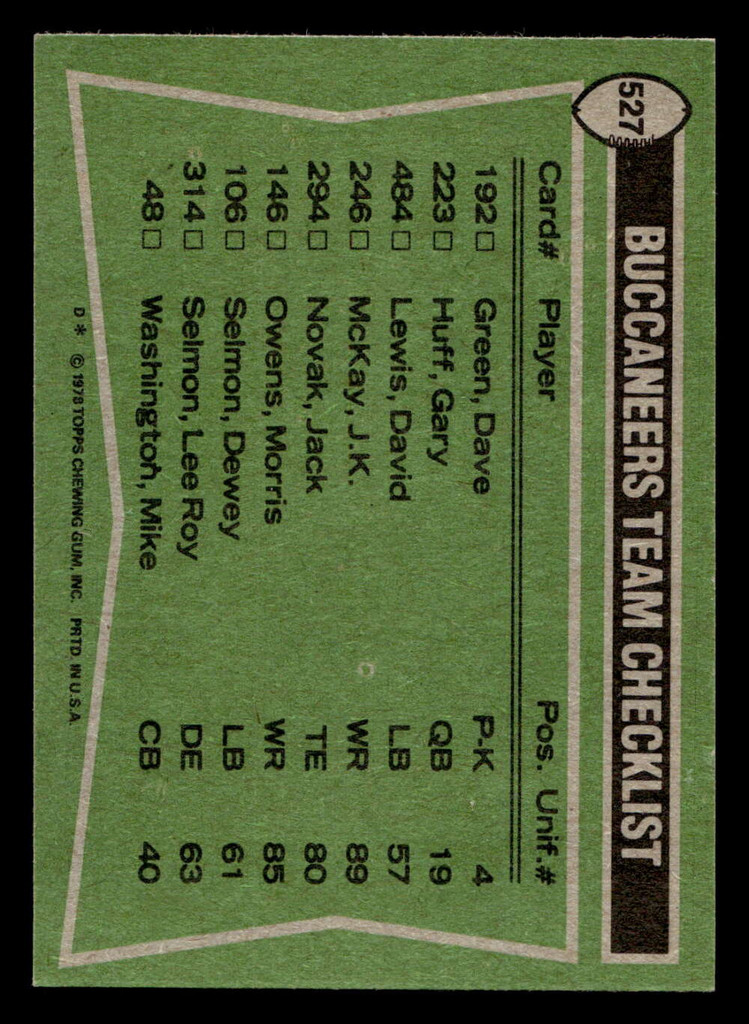 527
BUCCANEERS TEAM CHECKLIST
Card# Player Pos. Unif.#
192□ Green, Dave P-K 4
223□ Huff, Gary QB 19
484□ Lewis, David LB 57
246□ McKay, J.K. WR 89
294□ Novak, Jack TE 80
146□ Owens, Morris WR 85
106□ Selmon, Dewey LB 61
314□ Selmon, Lee Roy DE 63
48□ Washington, Mike CB 40
D* © 1978 TOPPS CHEWING GUM, INC. PRTD. IN U.S.A.